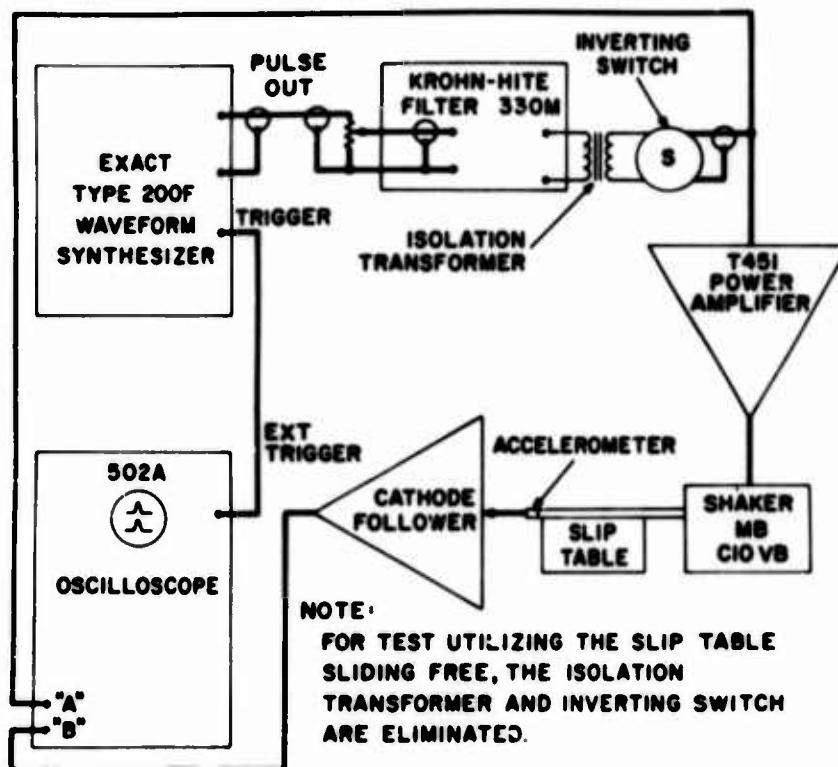 PULSE
OUT
INVERTING
SWITCH
KROHN-HITE
FILTER 330M
S
EXACT
TYPE 200F
WAVEFORM
SYNTHESIZER
TRIGGER
ISOLATION
TRANSFORMER
T451
POWER
AMPLIFIER
EXT
TRIGGER
502A
OSCILLOSCOPE
"A"
"B"
CATHODE
FOLLOWER
ACCELEROMETER
SLIP
TABLE
SHAKER
MB
C10 VB
NOTE:
FOR TEST UTILIZING THE SLIP TABLE
SLIDING FREE, THE ISOLATION
TRANSFORMER AND INVERTING SWITCH
ARE ELIMINATED.